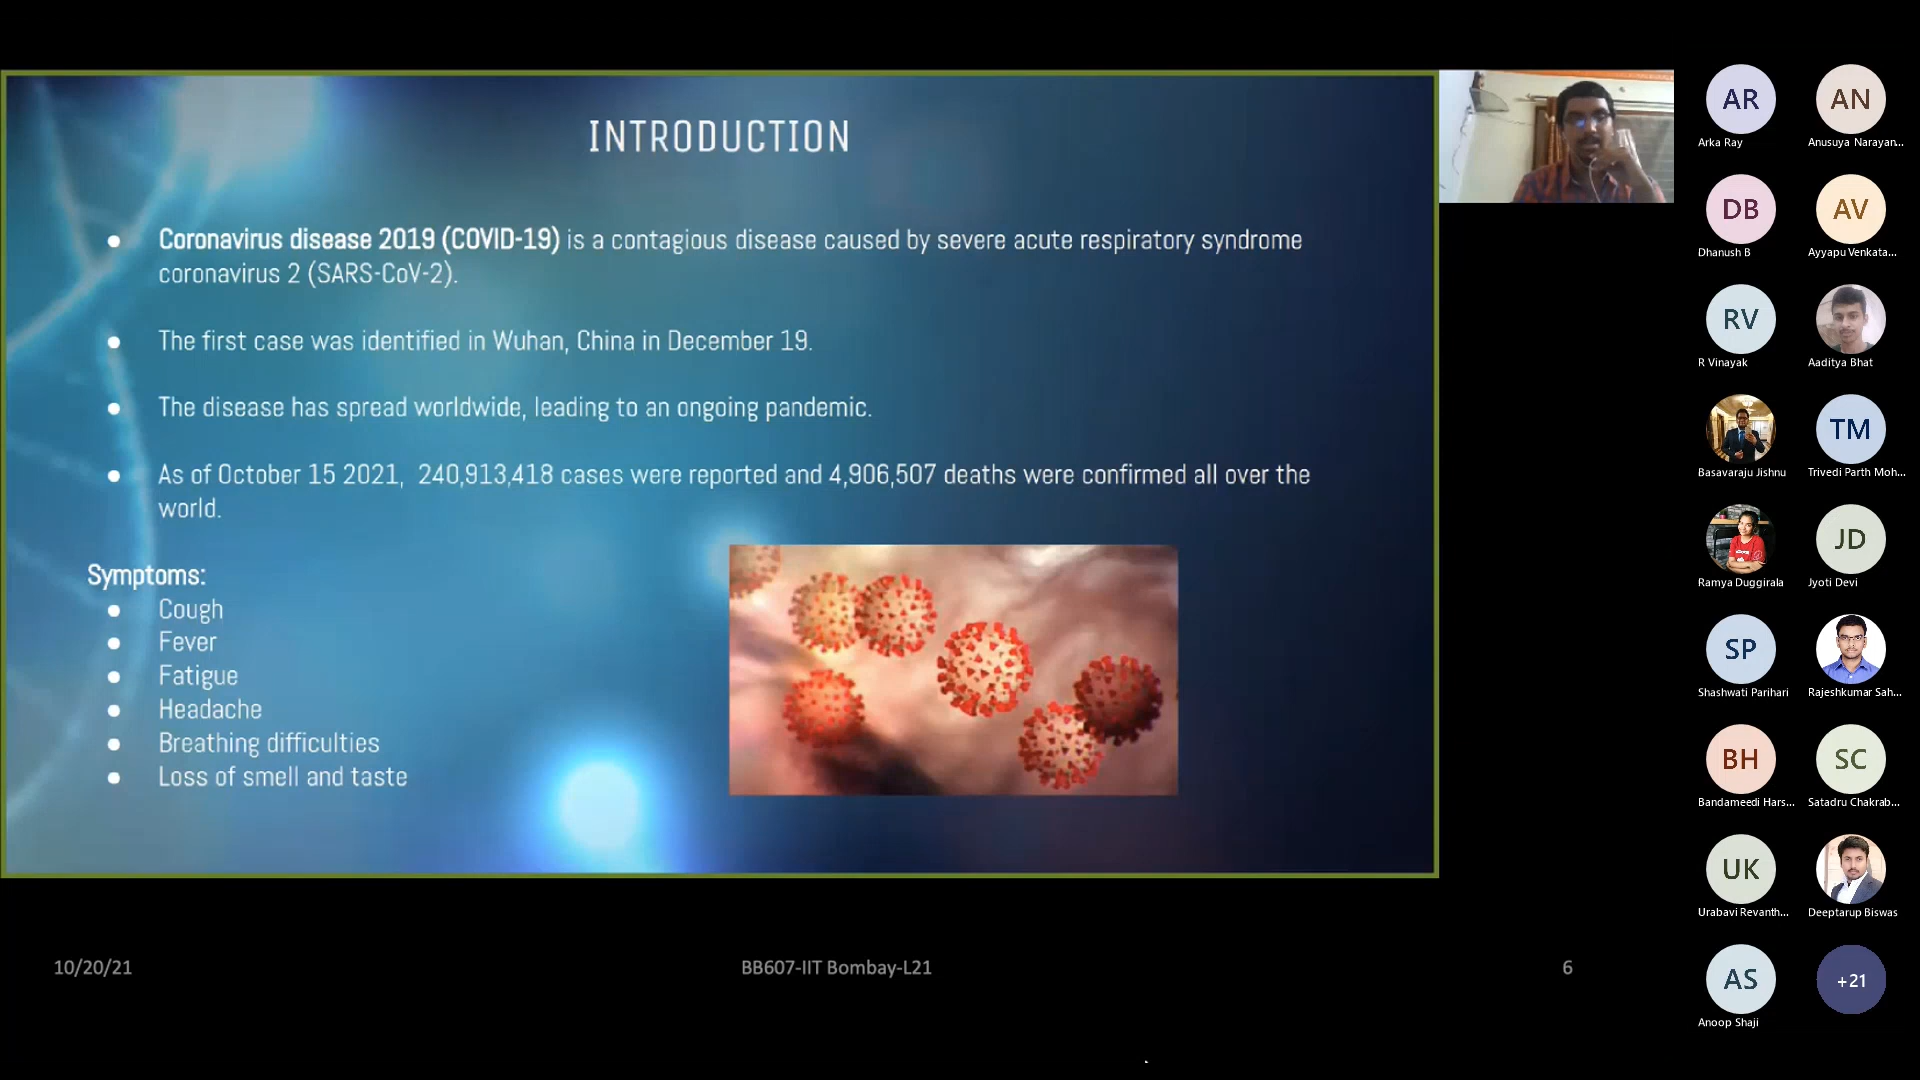 INTRODUCTION
● Coronavirus disease 2019 (COVID-19) is a contagious disease caused by severe acute respiratory syndrome
coronavirus 2 (SARS-CoV-2).
● The first case was identified in Wuhan, China in December 19.
● The disease has spread worldwide, leading to an ongoing pandemic.
● As of October 15 2021, 240,913,418 cases were reported and 4,906,507 deaths were confirmed all over the
world.
Symptoms:
● Cough
● Fever
● Fatigue
● Headache
● Breathing difficulties
● Loss of smell and taste
10/20/21
BB607-IIT Bombay-L21
6
AR
Arka Ray
AN
Anusuya Narayan...
DB
Dhanush B
AV
Ayyapu Venkata...
RV
R Vinayak
Aaditya Bhat
Basavaraju Jishnu
TM
Trivedi Parth Moh...
Ramya Duggirala
JD
Jyoti Devi
SP
Shashwati Parihari
Rajeshkumar Sah...
BH
Bandameedi Hars...
SC
Satadru Chakrab...
UK
Urabavi Revanth...
Deeptarup Biswas
AS
Anoop Shaji
+21